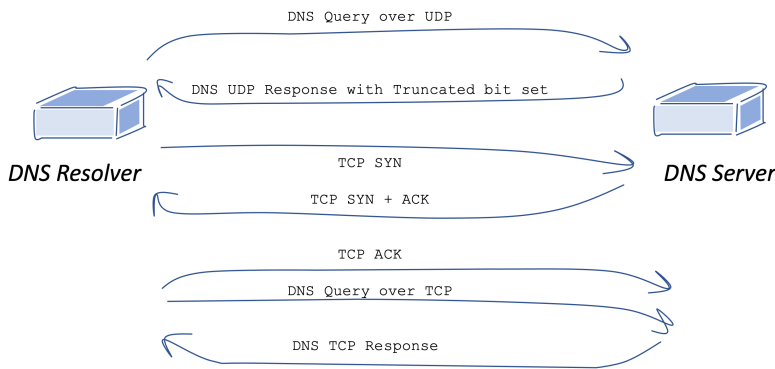 DNS Query over UDP
DNS UDP Response with Truncated bit set
DNS Resolver
DNS Server
TCP SYN
TCP SYN + ACK
TCP ACK
DNS Query over TCP
DNS TCP Response